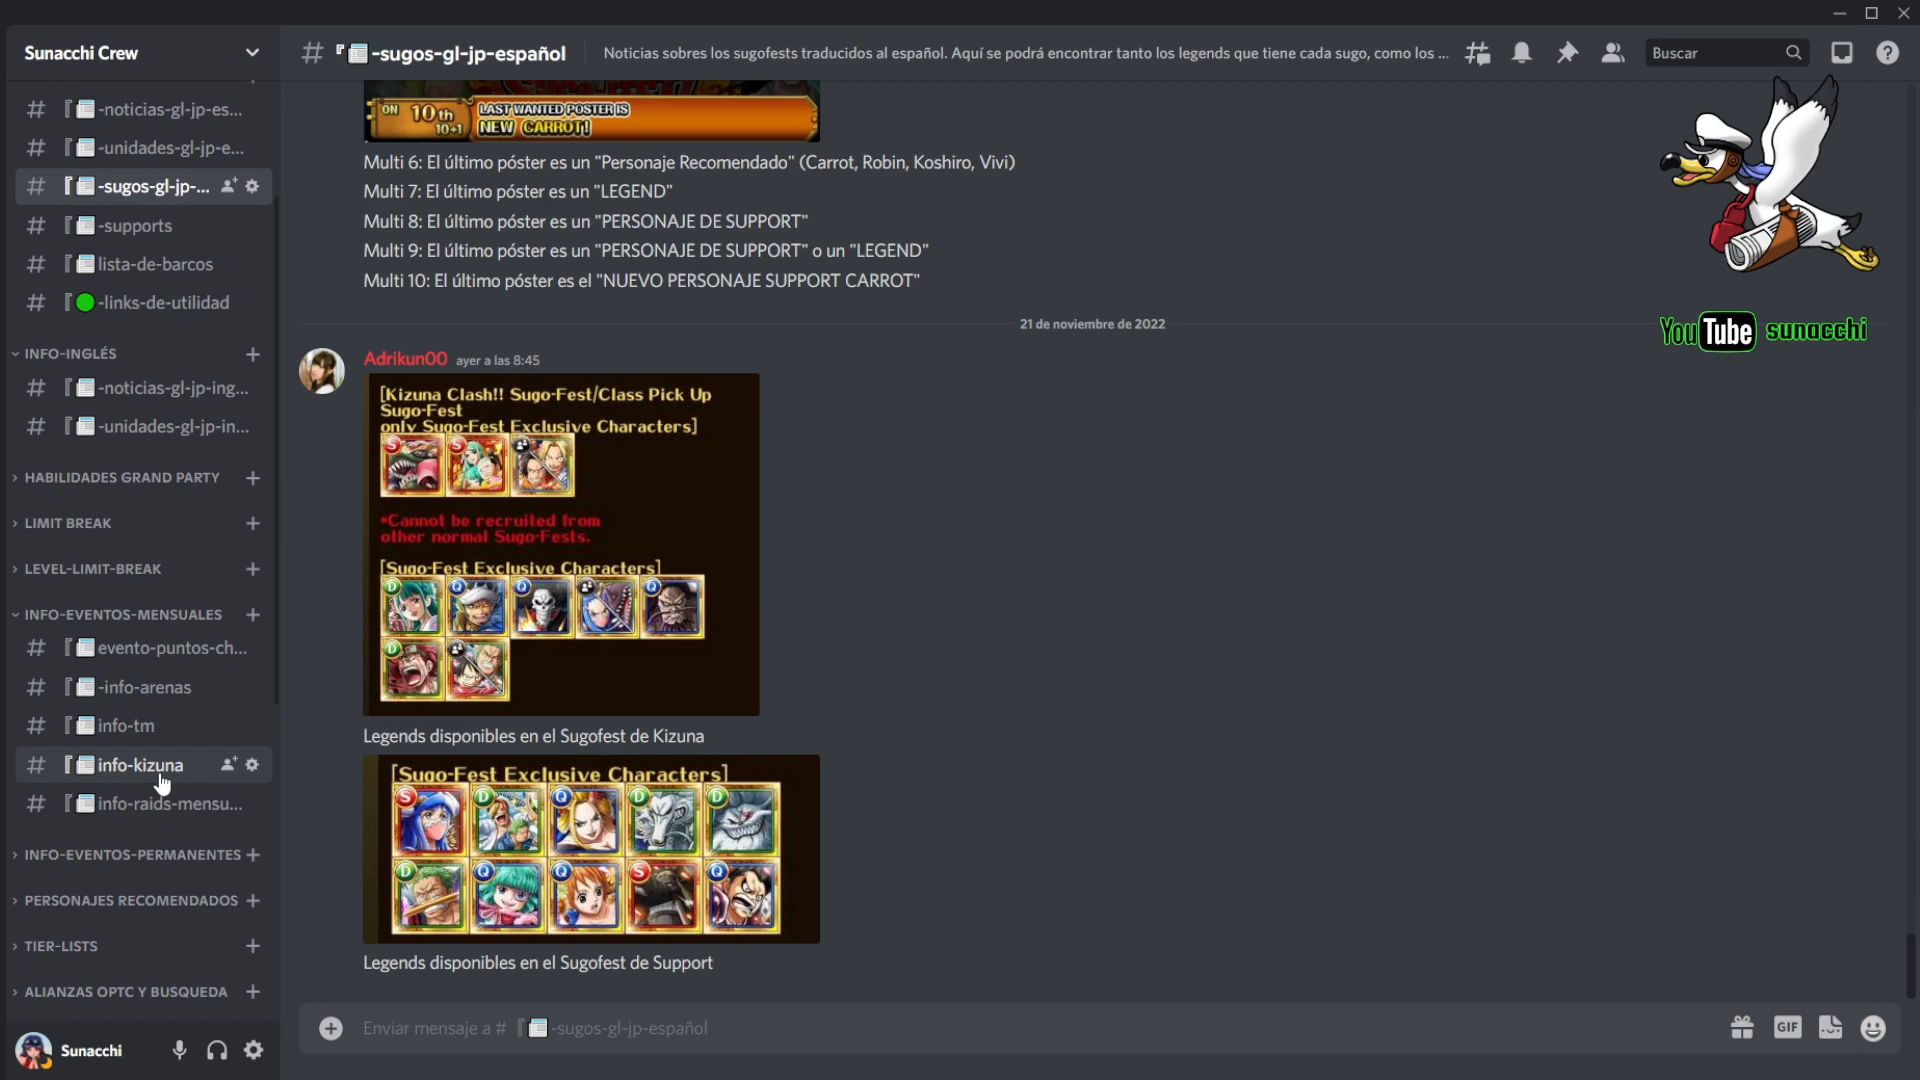 Sunacchi Crew
-noticias-gl-jp-es...
-unidades-gl-jp-e...
-sugos-gl-jp-...
-supports
lista-de-barcos
-links-de-utilidad
INFO-INGLÉS
-noticias-gl-jp-ing...
-unidades-gl-jp-in...
HABILIDADES GRAND PARTY
LIMIT BREAK
LEVEL-LIMIT-BREAK
INFO-EVENTOS-MENSUALES
evento-puntos-ch...
-info-arenas
info-tm
info-kizuna
info-raids-mensu...
INFO-EVENTOS-PERMANENTES
PERSONAJES RECOMENDADOS
TIER-LISTS
ALIANZAS OPTC Y BUSQUEDA
Sunacchi
-sugos-gl-jp-español
Noticias sobre los sugofests traducidos al español. Aquí se podrá encontrar tanto los legends que tiene cada sugo, como los ...
Buscar
ON 10th LAST WANTED POSTER IS
10+1 NEW CARROT!
Multi 6: El último póster es un "Personaje Recomendado" (Carrot, Robin, Koshiro, Vivi)
Multi 7: El último póster es un "LEGEND"
Multi 8: El último póster es un "PERSONAJE DE SUPPORT"
Multi 9: El último póster es un "PERSONAJE DE SUPPORT" o un "LEGEND"
Multi 10: El último póster es el "NUEVO PERSONAJE SUPPORT CARROT"
21 de noviembre de 2022
YouTube sunacchi
Adrikun00 ayer a las 8:45
[Kizuna Clash!! Sugo-Fest/Class Pick Up
Sugo-Fest
only Sugo-Fest Exclusive Characters]
S S
*Cannot be recruited from
other normal Sugo-Fests.
[Sugo-Fest Exclusive Characters]
D Q Q Q
D
Legends disponibles en el Sugofest de Kizuna
[Sugo-Fest Exclusive Characters]
S D Q D D
D Q Q S Q
Legends disponibles en el Sugofest de Support
Enviar mensaje a # -sugos-gl-jp-español
GIF